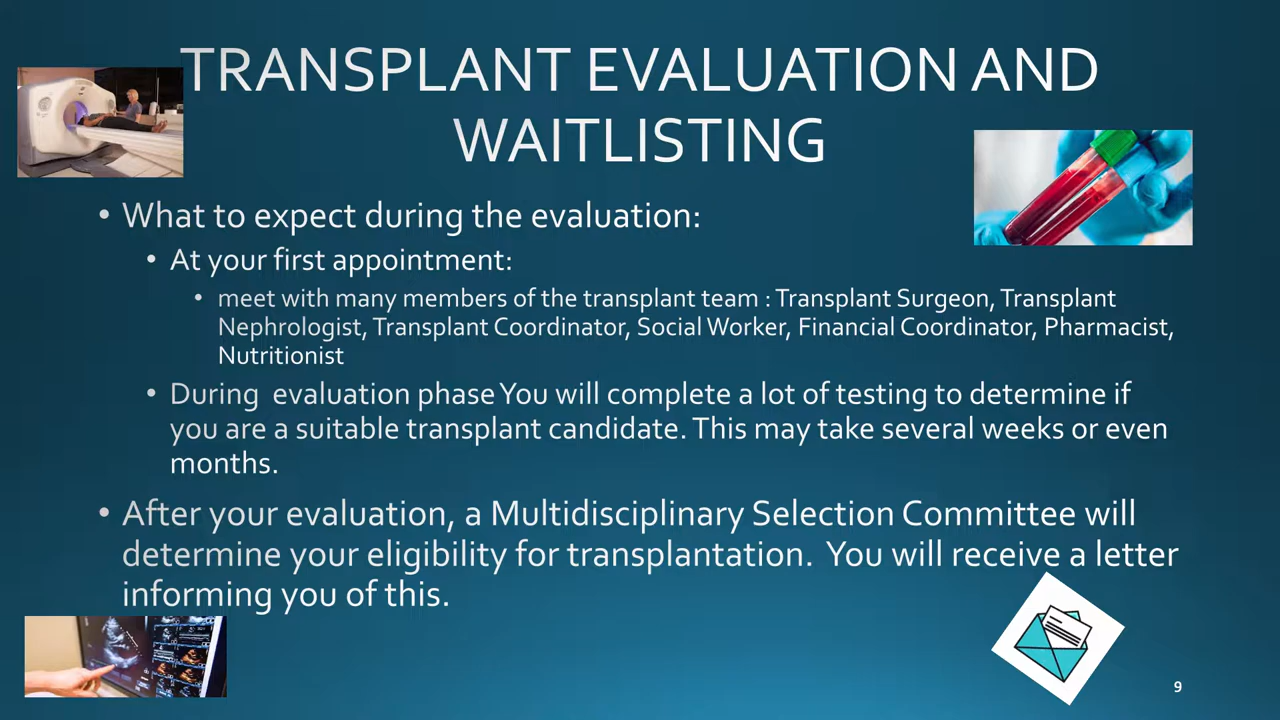 TRANSPLANT EVALUATION AND
WAITLISTING
• What to expect during the evaluation:
• At your first appointment:
• meet with many members of the transplant team : Transplant Surgeon, Transplant
Nephrologist, Transplant Coordinator, Social Worker, Financial Coordinator, Pharmacist,
Nutritionist
• During  evaluation phase You will complete a lot of testing to determine if
you are a suitable transplant candidate. This may take several weeks or even
months.
• After your evaluation, a Multidisciplinary Selection Committee will
determine your eligibility for transplantation.  You will receive a letter
informing you of this.
9